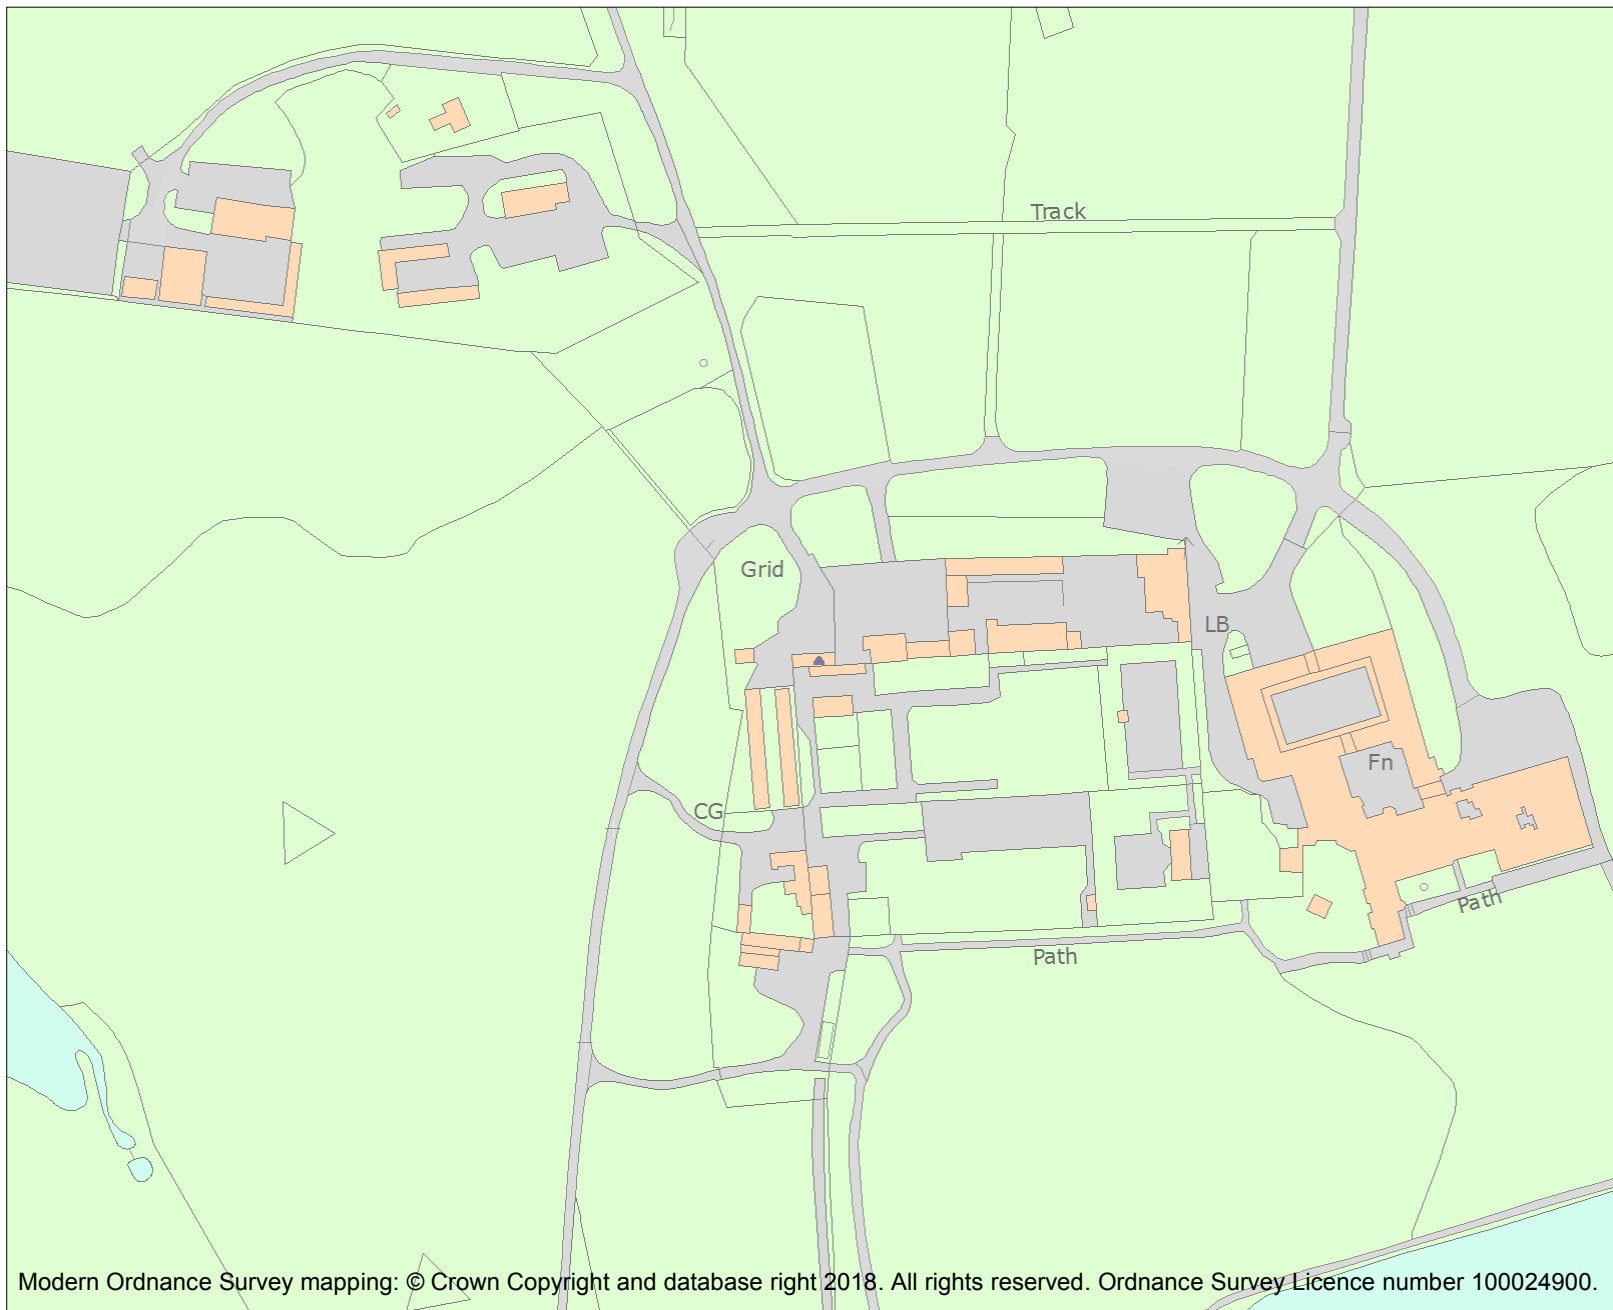 Track
Grid
LB
Fn
CG
Path
Path
Modern Ordnance Survey mapping: © Crown Copyright and database right 2018. All rights reserved. Ordnance Survey Licence number 100024900.